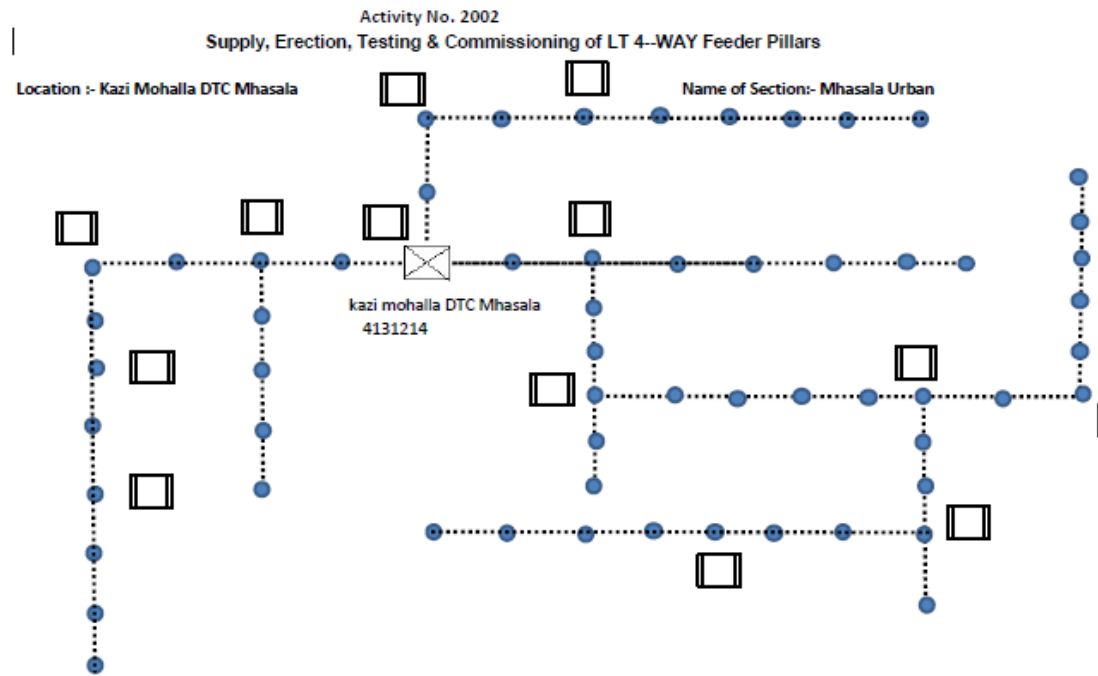 Activity No. 2002
Supply, Erection, Testing & Commissioning of LT 4--WAY Feeder Pillars
Location :- Kazi Mohalla DTC Mhasala
Name of Section:- Mhasala Urban
kazi mohalla DTC Mhasala
4131214